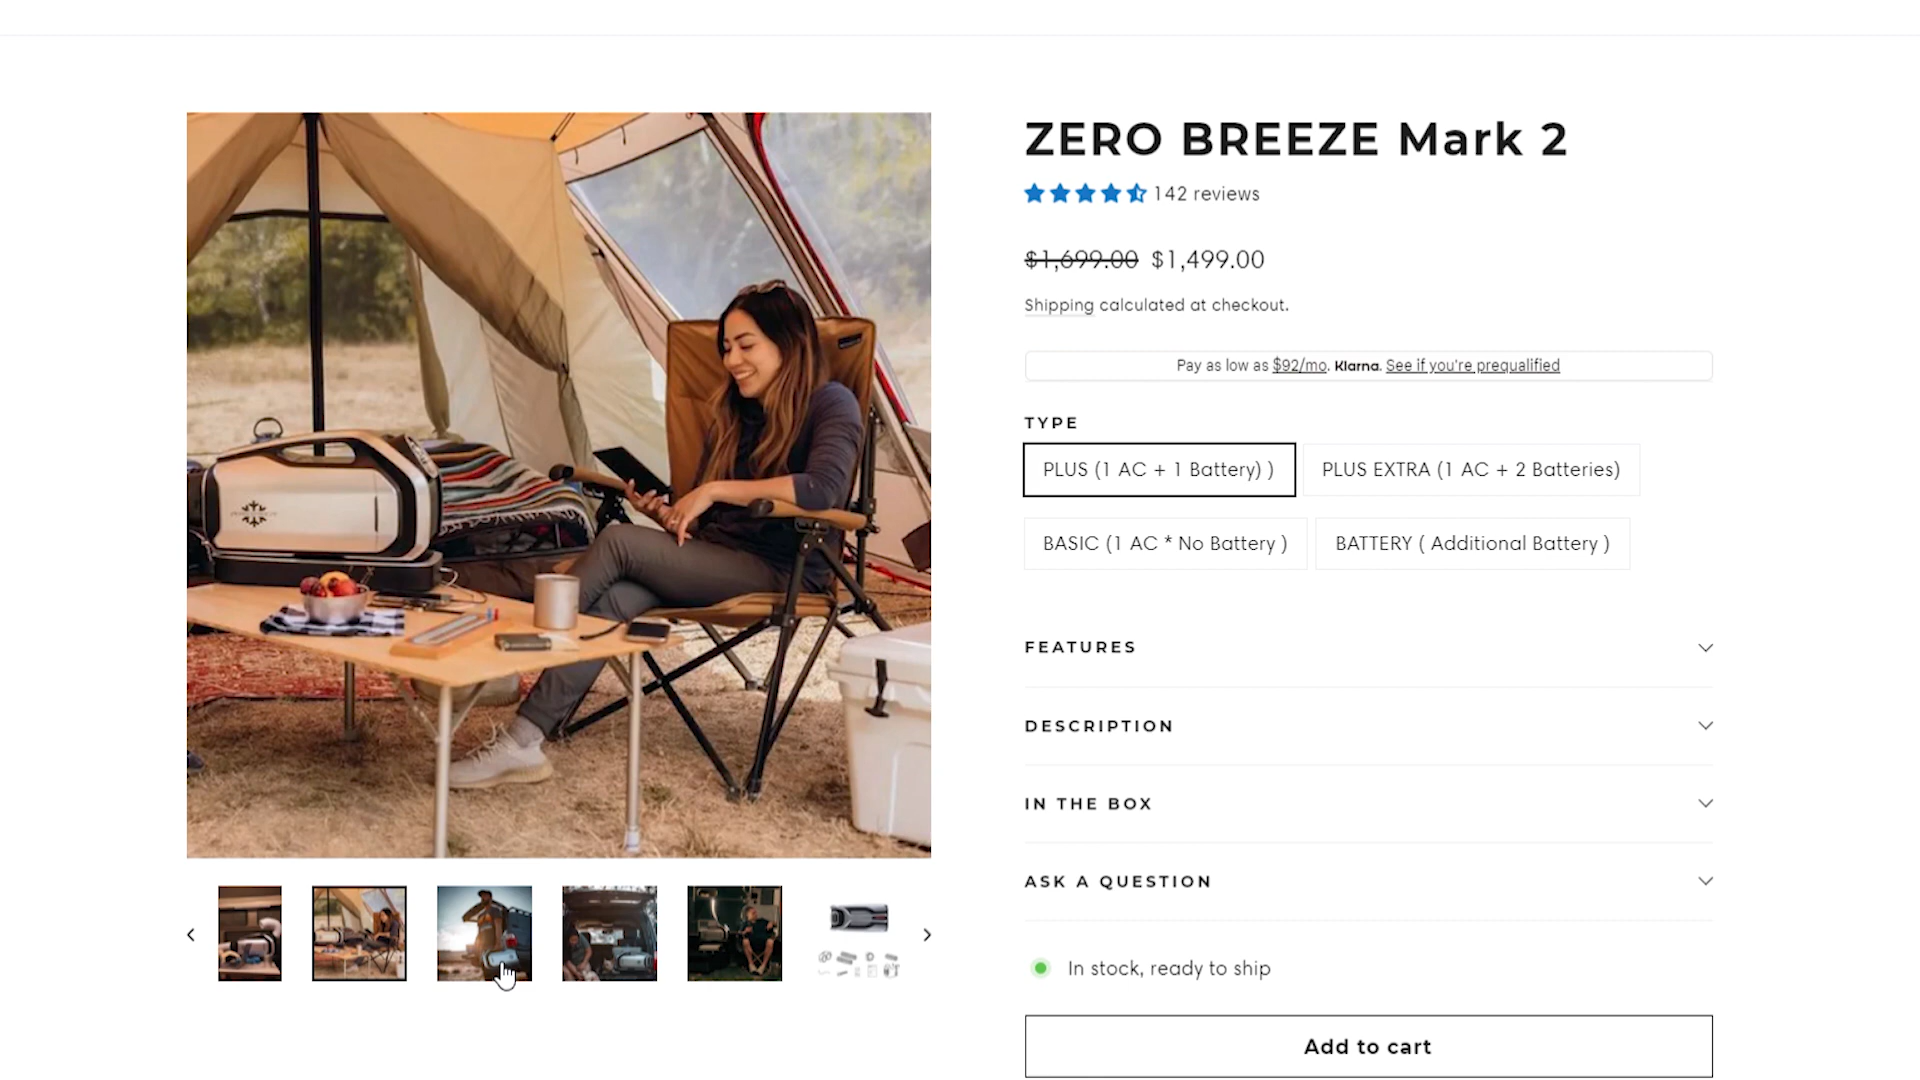 ZERO BREEZE Mark 2
142 reviews
$1,699.00 $1,499.00
Shipping calculated at checkout.
Pay as low as $92/mo. Klarna. See if you're prequalified
TYPE
PLUS (1 AC + 1 Battery) )
PLUS EXTRA (1 AC + 2 Batteries)
BASIC (1 AC * No Battery )
BATTERY ( Additional Battery )
FEATURES
DESCRIPTION
IN THE BOX
ASK A QUESTION
In stock, ready to ship
Add to cart